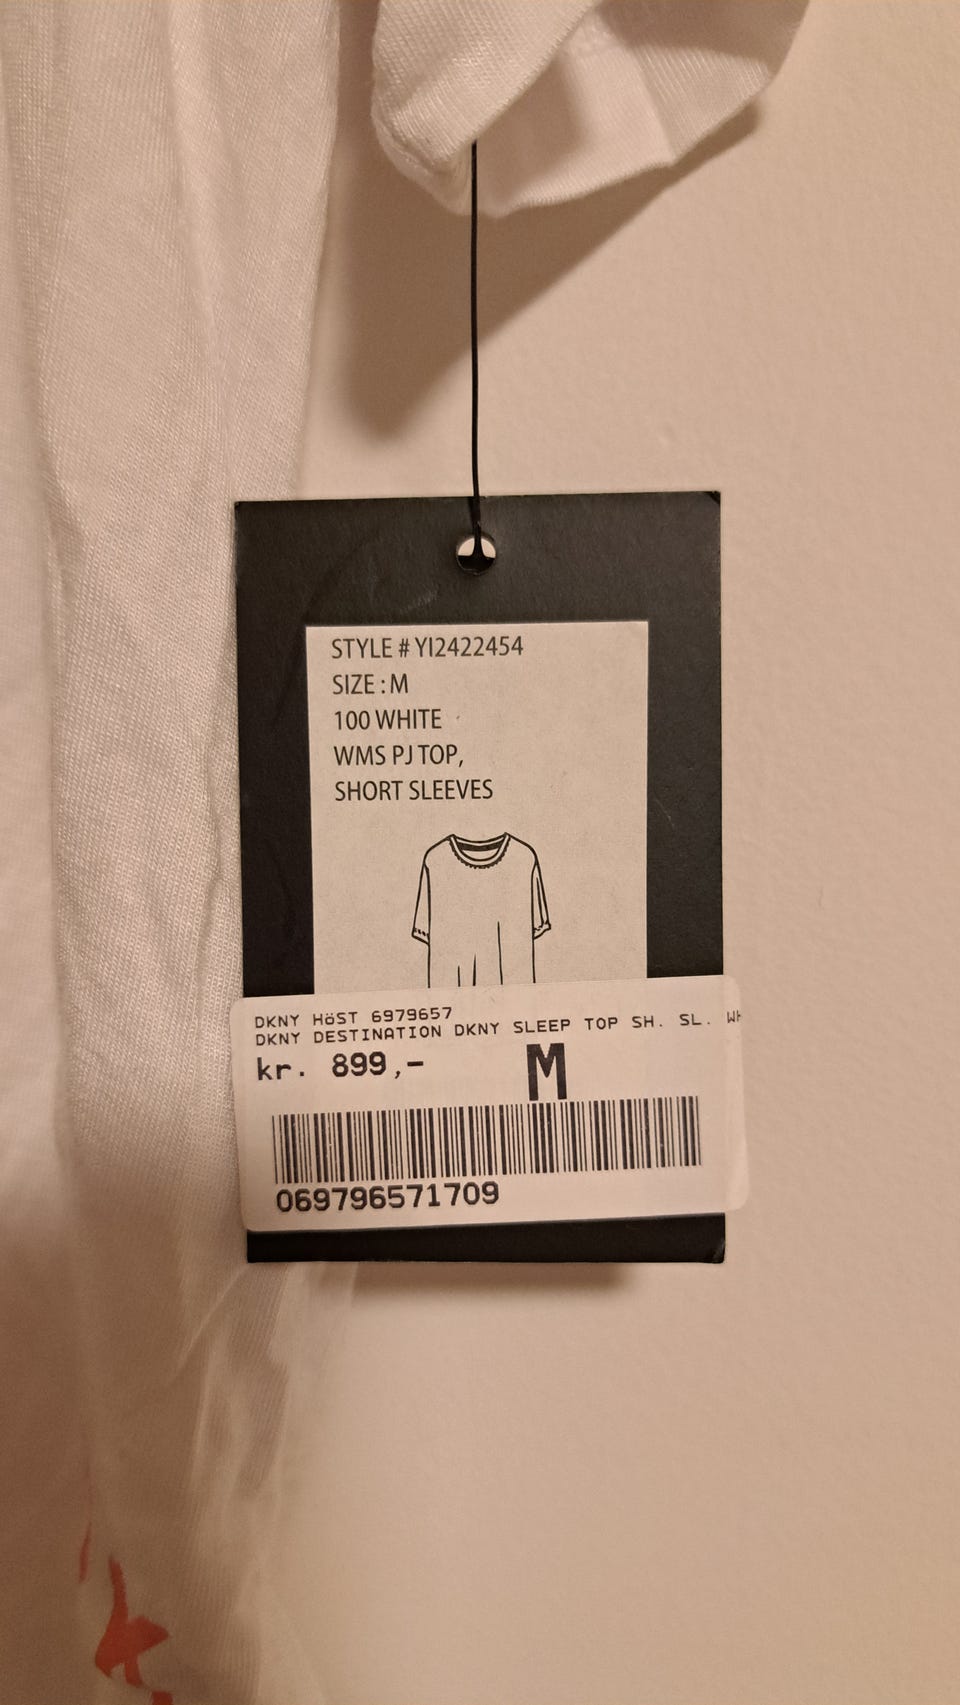 STYLE # YI2422454
SIZE : M
100 WHITE
WMS PJ TOP,
SHORT SLEEVES
DKNY HöST 6979657
DKNY DESTINATION DKNY SLEEP TOP SH. SL.
kr. 899,- M
069796571709